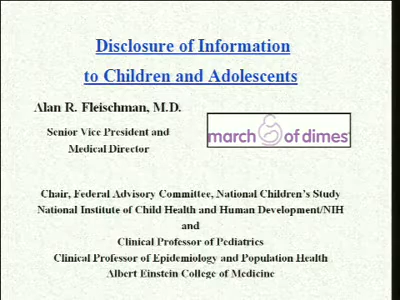 Disclosure of Information
to Children and Adolescents
Alan R. Fleischman, M.D.
Senior Vice President and
Medical Director
march of dimes®
Chair, Federal Advisory Committee, National Children's Study
National Institute of Child Health and Human Development/NIH
and
Clinical Professor of Pediatrics
Clinical Professor of Epidemiology and Population Health
Albert Einstein College of Medicine